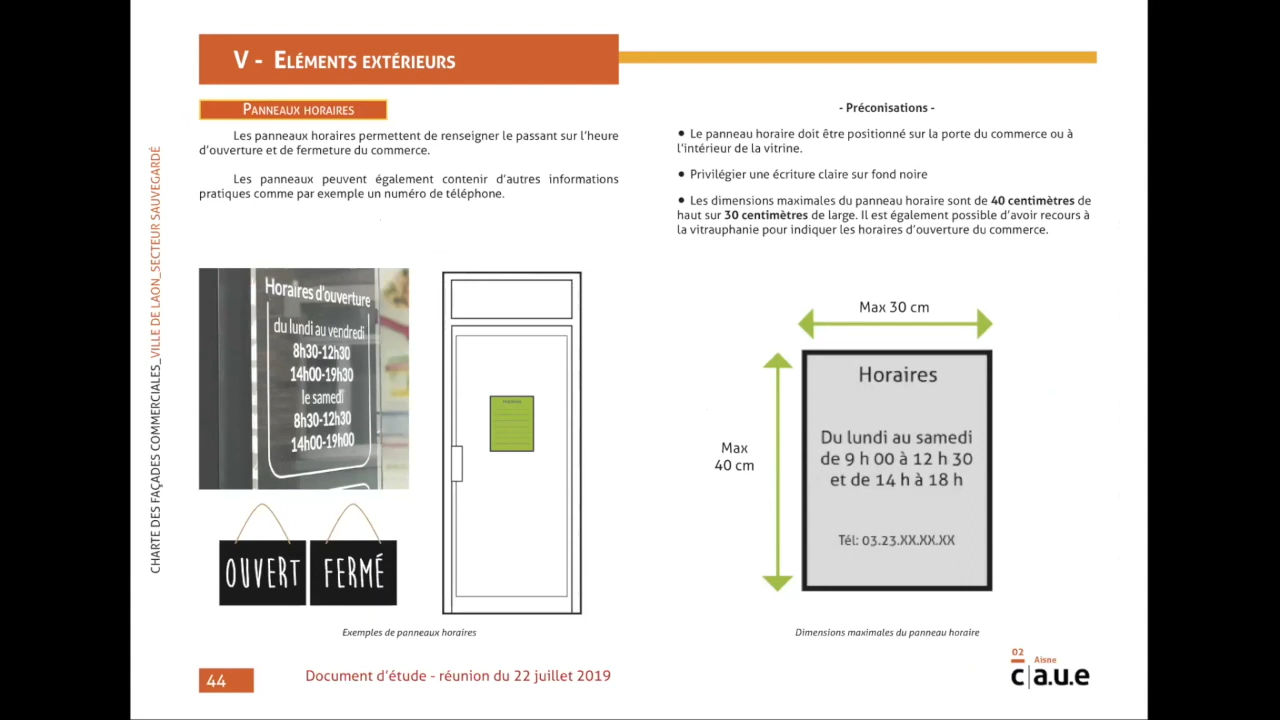 V - Eléments extérieurs
Panneaux horaires
Les panneaux horaires permettent de renseigner le passant sur l'heure
d'ouverture et de fermeture du commerce.
Les panneaux peuvent également contenir d'autres informations
pratiques comme par exemple un numéro de téléphone.
- Préconisations -
• Le panneau horaire doit être positionné sur la porte du commerce ou à
l'intérieur de la vitrine.
• Privilégier une écriture claire sur fond noire
• Les dimensions maximales du panneau horaire sont de 40 centimètres de
haut sur 30 centimètres de large. Il est également possible d'avoir recours à
la vitrauphanie pour indiquer les horaires d'ouverture du commerce.
CHARTE DES FAÇADES COMMERCIALES_VILLE DE LAON_SECTEUR SAUVEGARDÉ
Horaires d'ouverture
du lundi au vendredi
8h30-12h30
14h00-19h30
le samedi
8h30-12h30
14h00-19h00
OUVERT
FERMÉ
Exemples de panneaux horaires
Max 30 cm
Max
40 cm
Horaires
Du lundi au samedi
de 9 h 00 à 12 h 30
et de 14 h à 18 h
Tél: 03.23.XX.XX.XX
Dimensions maximales du panneau horaire
44
Document d'étude - réunion du 22 juillet 2019
02
Aisne
c|a.u.e